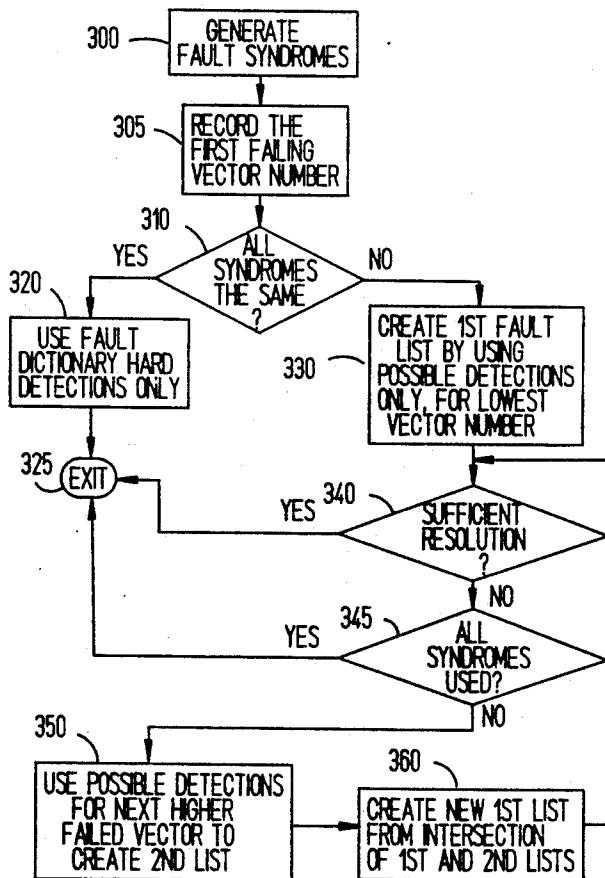 300
GENERATE
FAULT SYNDROMES
305
RECORD THE
FIRST FAILING
VECTOR NUMBER
310
YES
ALL
SYNDROMES
THE SAME
?
NO
320
USE FAULT
DICTIONARY HARD
DETECTIONS ONLY
330
CREATE 1ST FAULT
LIST BY USING
POSSIBLE DETECTIONS
ONLY, FOR LOWEST
VECTOR NUMBER
325
EXIT
340
YES
SUFFICIENT
RESOLUTION
?
NO
345
YES
ALL
SYNDROMES
USED?
NO
350
USE POSSIBLE DETECTIONS
FOR NEXT HIGHER
FAILED VECTOR TO
CREATE 2ND LIST
360
CREATE NEW 1ST LIST
FROM INTERSECTION
OF 1ST AND 2ND LISTS